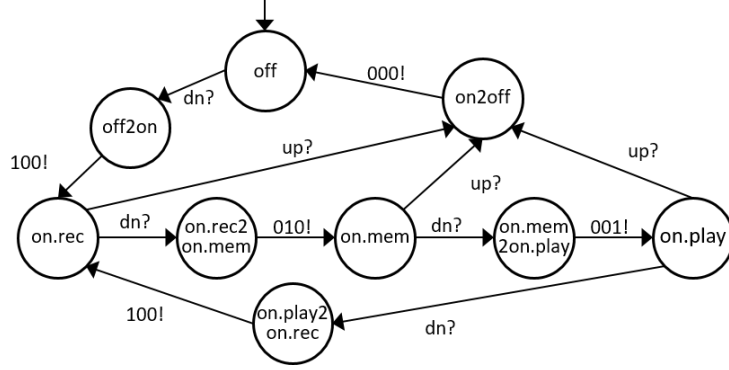 off
000!
on2off
dn?
off2on
100!
up?
up?
up?
on.rec
dn?
on.rec2
on.mem
010!
on.mem
dn?
on.mem
2on.play
001!
on.play
100!
on.play2
on.rec
dn?